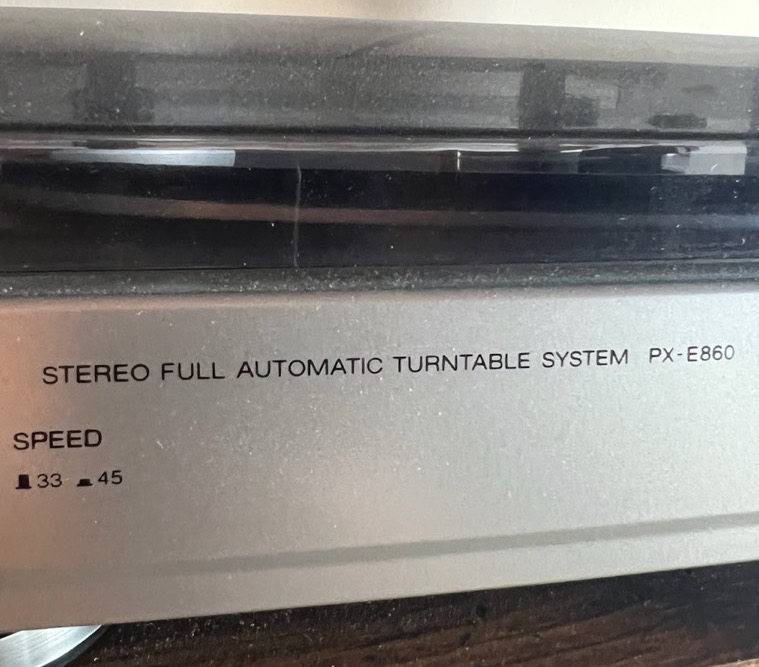 STEREO FULL AUTOMATIC TURNTABLE SYSTEM PX-E860
SPEED
33 45